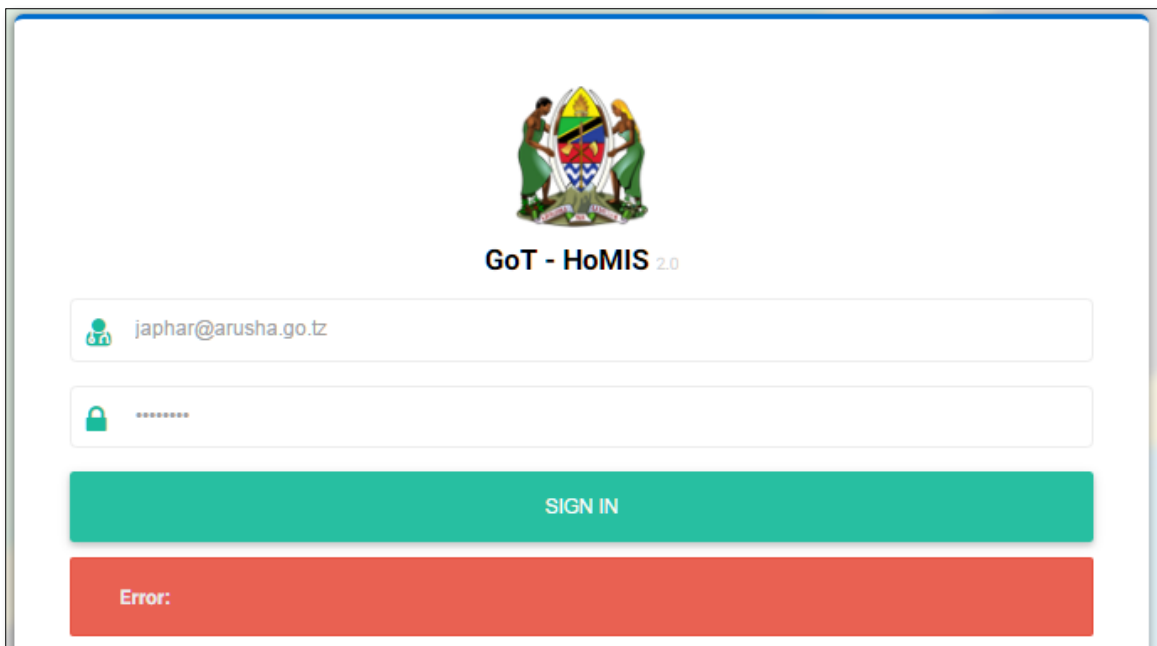 GoT - HoMIS 2.0
japhar@arusha.go.tz
********
SIGN IN
Error: